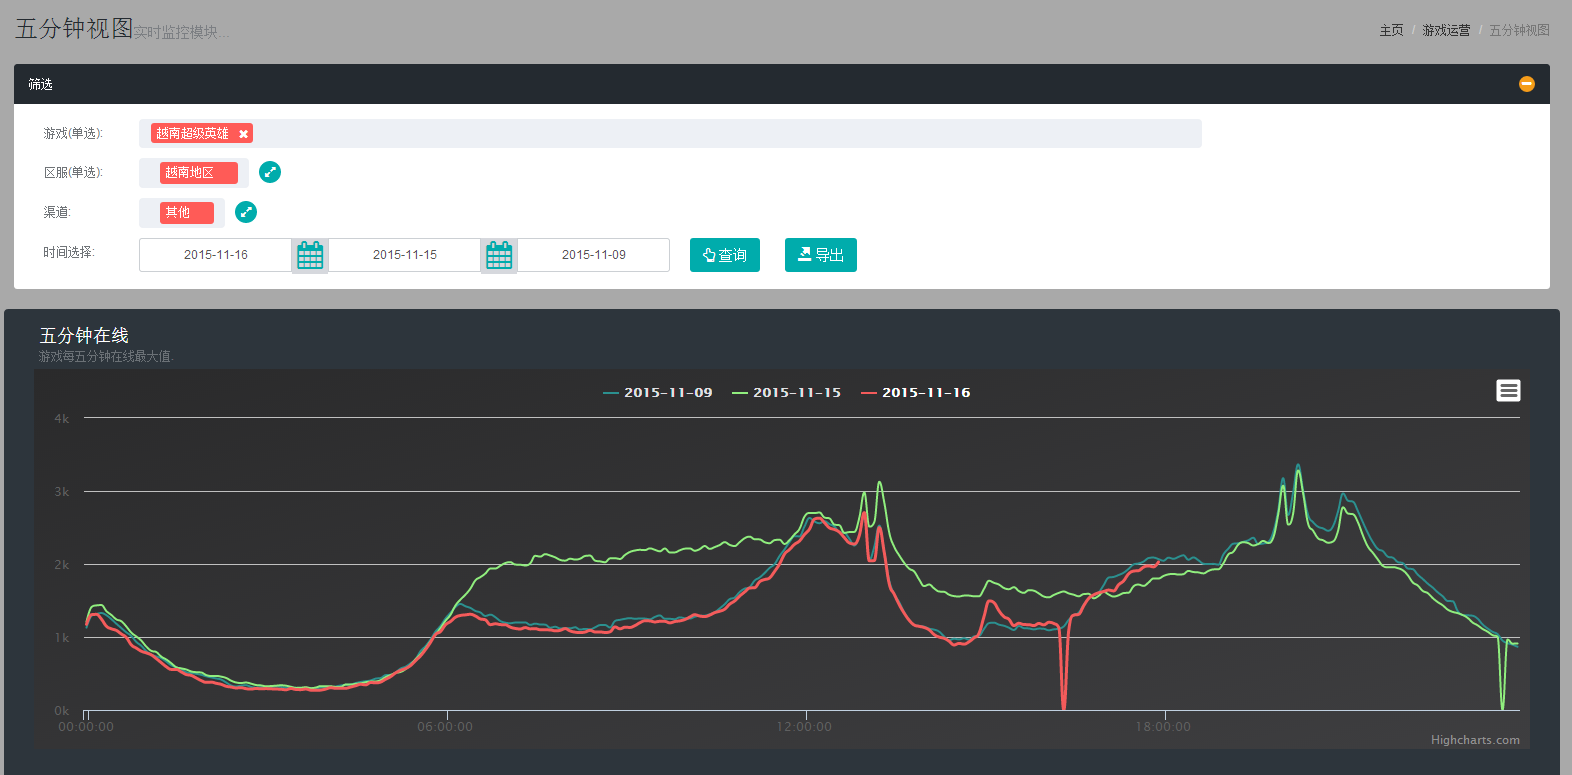 五分钟视图实时监控模块...
主页 / 游戏运营 / 五分钟视图
筛选
游戏(单选):
越南超级英雄 ✖
区服(单选):
越南地区
渠道:
其他
时间选择:
2015-11-16
2015-11-15
2015-11-09
查询
导出
五分钟在线
游戏每五分钟在线最大值.
2015-11-09
2015-11-15
2015-11-16
4k
3k
2k
1k
0k
00:00:00
06:00:00
12:00:00
18:00:00
Highcharts.com